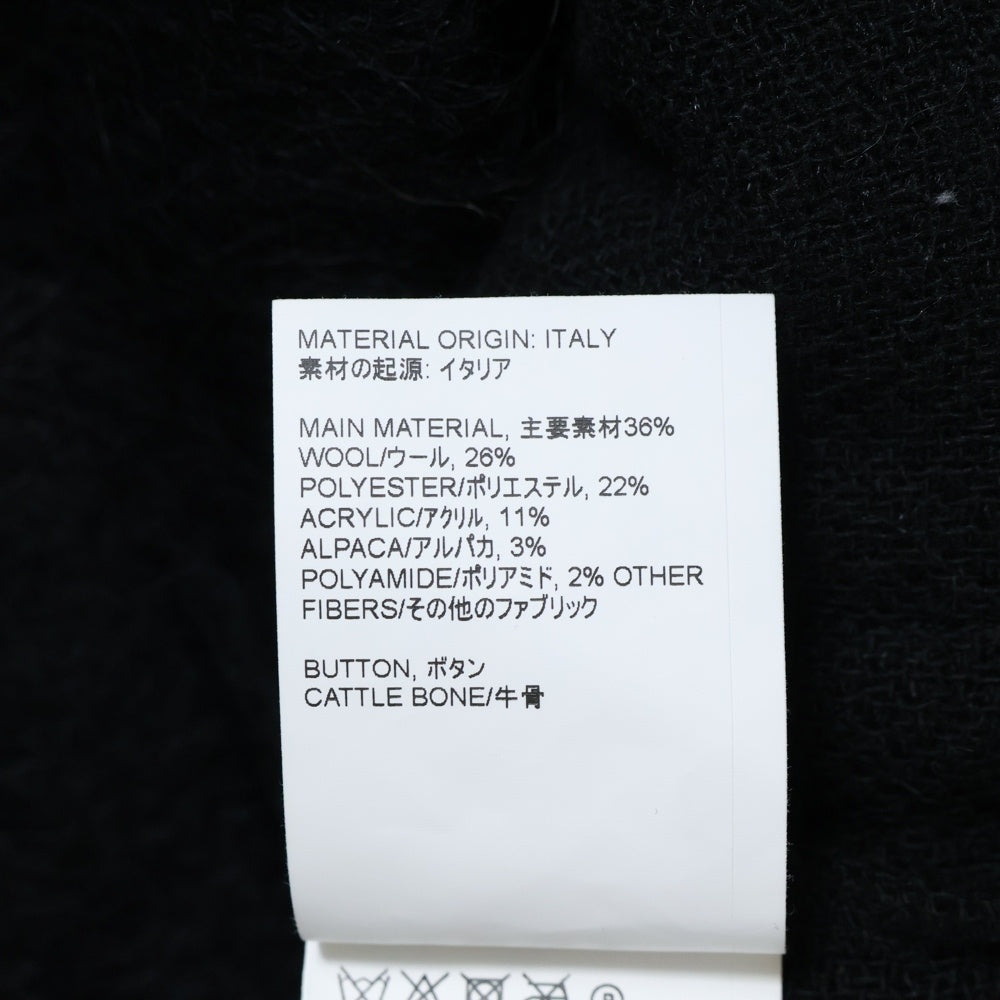 MATERIAL ORIGIN: ITALY
素材の起源: イタリア
MAIN MATERIAL, 主要素材36%
WOOL/ウール, 26%
POLYESTER/ポリエステル, 22%
ACRYLIC/アクリル, 11%
ALPACA/アルパカ, 3%
POLYAMIDE/ポリアミド, 2% OTHER
FIBERS/その他のファブリック
BUTTON, ボタン
CATTLE BONE/牛骨